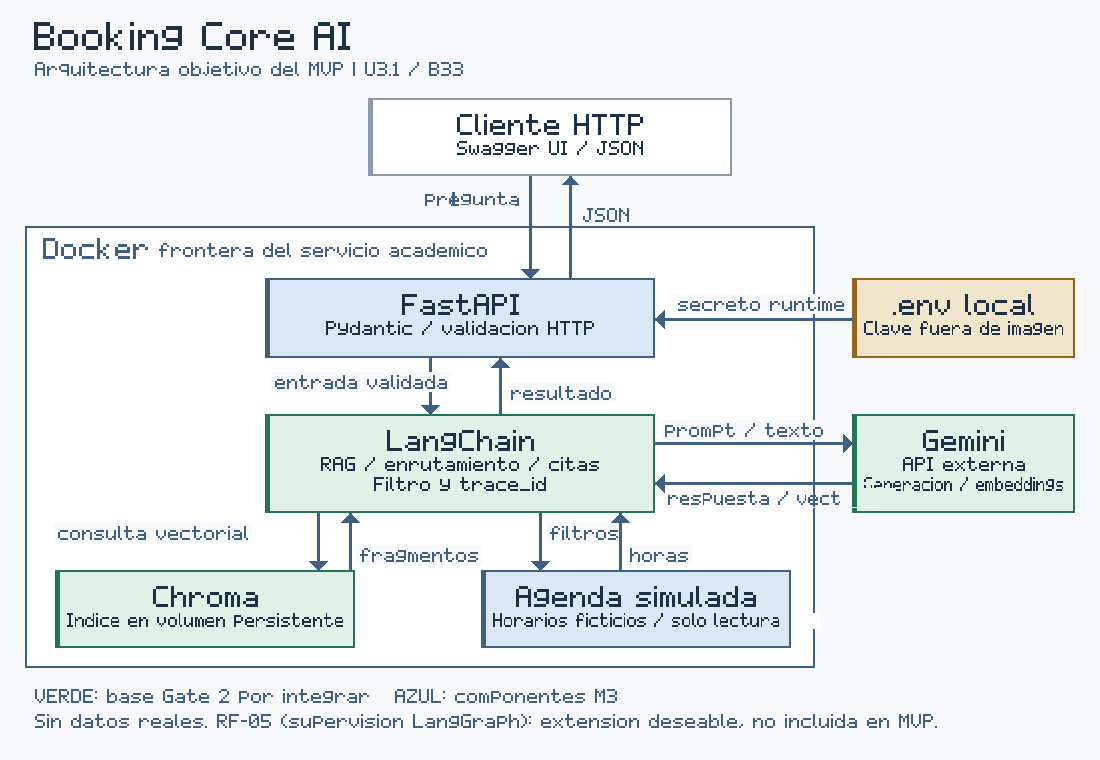 Booking Core AI
Arquitectura objetivo del MVP | U3.1 / B33
Cliente HTTP
Swagger UI / JSON
pregunta
JSON
Docker frontera del servicio academico
FastAPI
Pydantic / validacion HTTP
secreto runtime
.env local
Clave fuera de imagen
entrada validada
resultado
LangChain
RAG / enrutamiento / citas
Filtro y trace_id
prompt / texto
respuesta / vect
Gemini
API externa
Generacion / embeddings
consulta vectorial
fragmentos
filtros
horas
Chroma
Indice en volumen persistente
Agenda simulada
Horarios ficticios / solo lectura
VERDE: base Gate 2 por integrar AZUL: componentes M3
Sin datos reales. RF-05 (supervision LangGraph): extension deseable, no incluida en MVP.